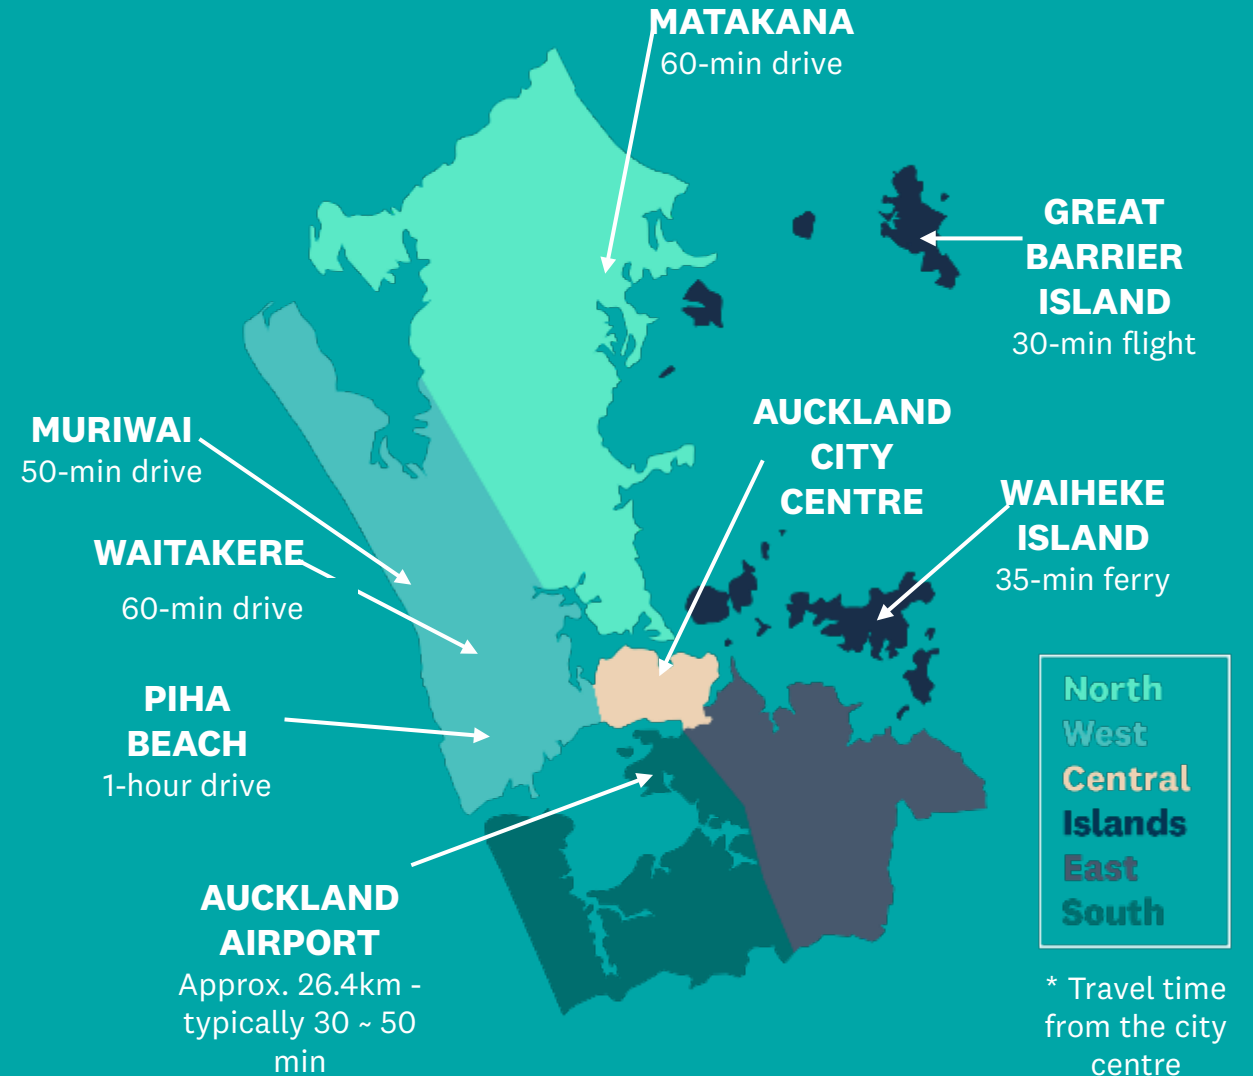 MATAKANA
60-min drive
GREAT
BARRIER
ISLAND
30-min flight
AUCKLAND
CITY
CENTRE
MURIWAI
50-min drive
WAIHEKE
ISLAND
35-min ferry
WAITAKERE
60-min drive
PIHA
BEACH
1-hour drive
AUCKLAND
AIRPORT
Approx. 26.4km -
typically 30 ~ 50
min
North
West
Central
Islands
East
South
* Travel time
from the city
centre